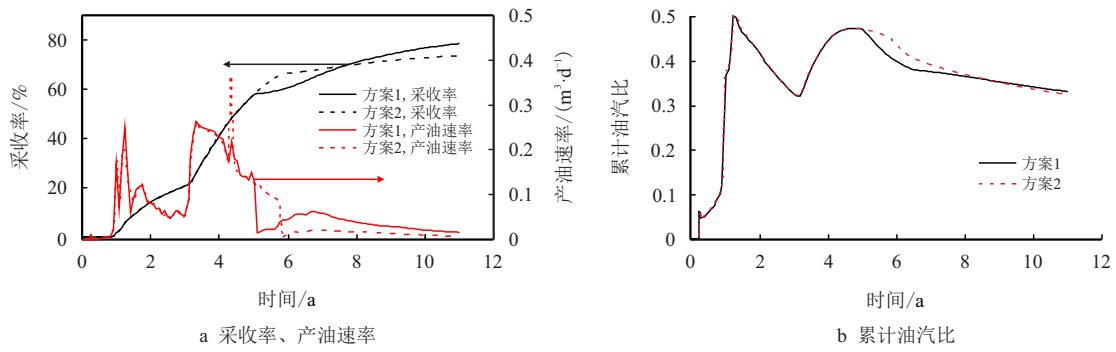 80
60
40
20
0
采收率/%
0.5
0.4
0.3
0.2
0.1
0
产油速率/(m³·d⁻¹)
方案1, 采收率
方案2, 采收率
方案1, 产油速率
方案2, 产油速率
0 2 4 6 8 10 12
时间/a
a 采收率、产油速率
0.5
0.4
0.3
0.2
0.1
0
累计油汽比
方案1
方案2
0 2 4 6 8 10 12
时间/a
b 累计油汽比